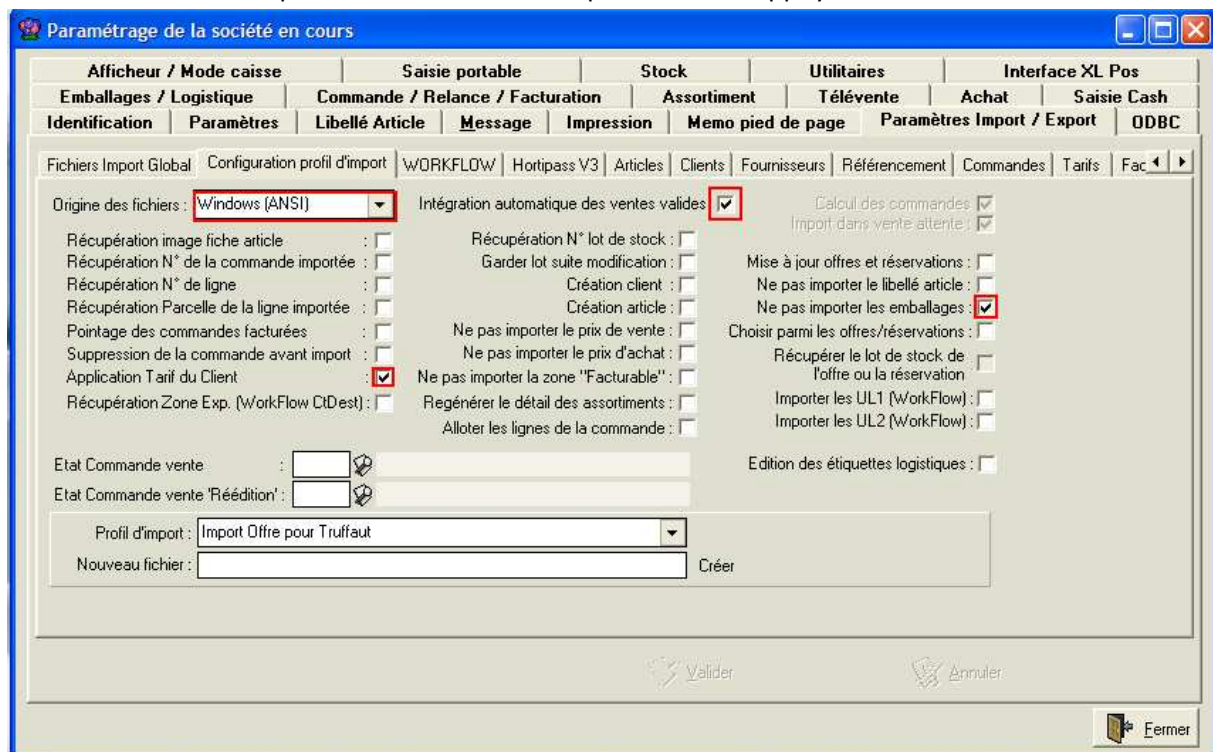 Paramétrage de la société en cours
Afficheur / Mode caisse Saisie portable Stock Utilitaires Interface XL Pos
Emballages / Logistique Commande / Relance / Facturation Assortiment Télévente Achat Saisie Cash
Identification Paramètres Libellé Article Message Impression Memo pied de page Paramètres Import / Export ODBC
Fichiers Import Global Configuration profil d'import WORKFLOW Hortipass V3 Articles Clients Fournisseurs Référencement Commandes Tarifs Fac
Origine des fichiers : Windows (ANSI) Intégration automatique des ventes valides Calcul des commandes
Import dans vente attente :
Récupération image fiche article : Récupération N° lot de stock :
Récupération N° de la commande importée : Garder lot suite modification : Mise à jour offres et réservations :
Récupération N° de ligne : Création client : Ne pas importer le libellé article :
Récupération Parcelle de la ligne importée : Création article : Ne pas importer les emballages :
Pointage des commandes facturées : Ne pas importer le prix de vente : Choisir parmi les offres/réservations :
Suppression de la commande avant import : Ne pas importer le prix d'achat : Récupérer le lot de stock de
Application Tarif du Client : Ne pas importer la zone "Facturable" : l'offre ou la réservation
Récupération Zone Exp. (WorkFlow CtDest) : Regénérer le détail des assortiments : Importer les UL1 (WorkFlow) :
Alloter les lignes de la commande : Importer les UL2 (WorkFlow) :
Etat Commande vente : Edition des étiquettes logistiques :
Etat Commande vente 'Réédition' :
Profil d'import : Import Offre pour Truffaut
Nouveau fichier : Créer
Valider Annuler
Fermer